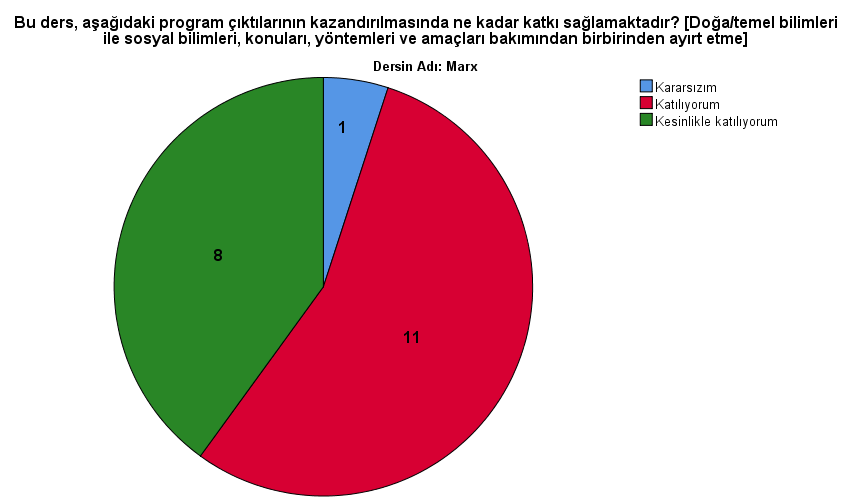 Bu ders, aşağıdaki program çıktılarının kazandırılmasında ne kadar katkı sağlamaktadır? [Doğa/temel bilimleri
ile sosyal bilimleri, konuları, yöntemleri ve amaçları bakımından birbirinden ayırt etme]
Dersin Adı: Marx
Kararsızım
Katılıyorum
Kesinlikle katılıyorum
1
8
11